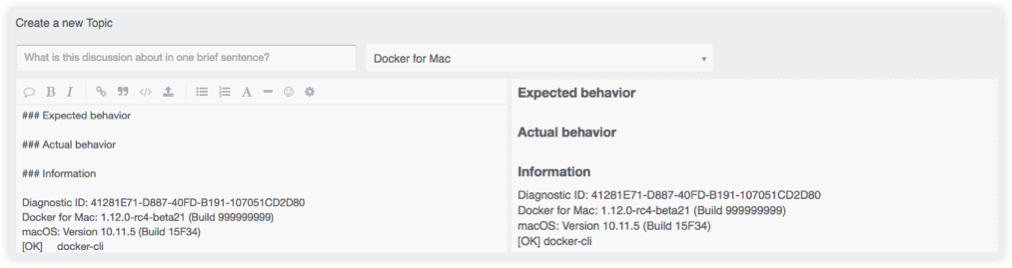 Create a new Topic
What is this discussion about in one brief sentence?
Docker for Mac
### Expected behavior
### Actual behavior
### Information
Diagnostic ID: 41281E71-D887-40FD-B191-107051CD2D80
Docker for Mac: 1.12.0-rc4-beta21 (Build 999999999)
macOS: Version 10.11.5 (Build 15F34)
[OK] docker-cli
Expected behavior
Actual behavior
Information
Diagnostic ID: 41281E71-D887-40FD-B191-107051CD2D80
Docker for Mac: 1.12.0-rc4-beta21 (Build 999999999)
macOS: Version 10.11.5 (Build 15F34)
[OK] docker-cli